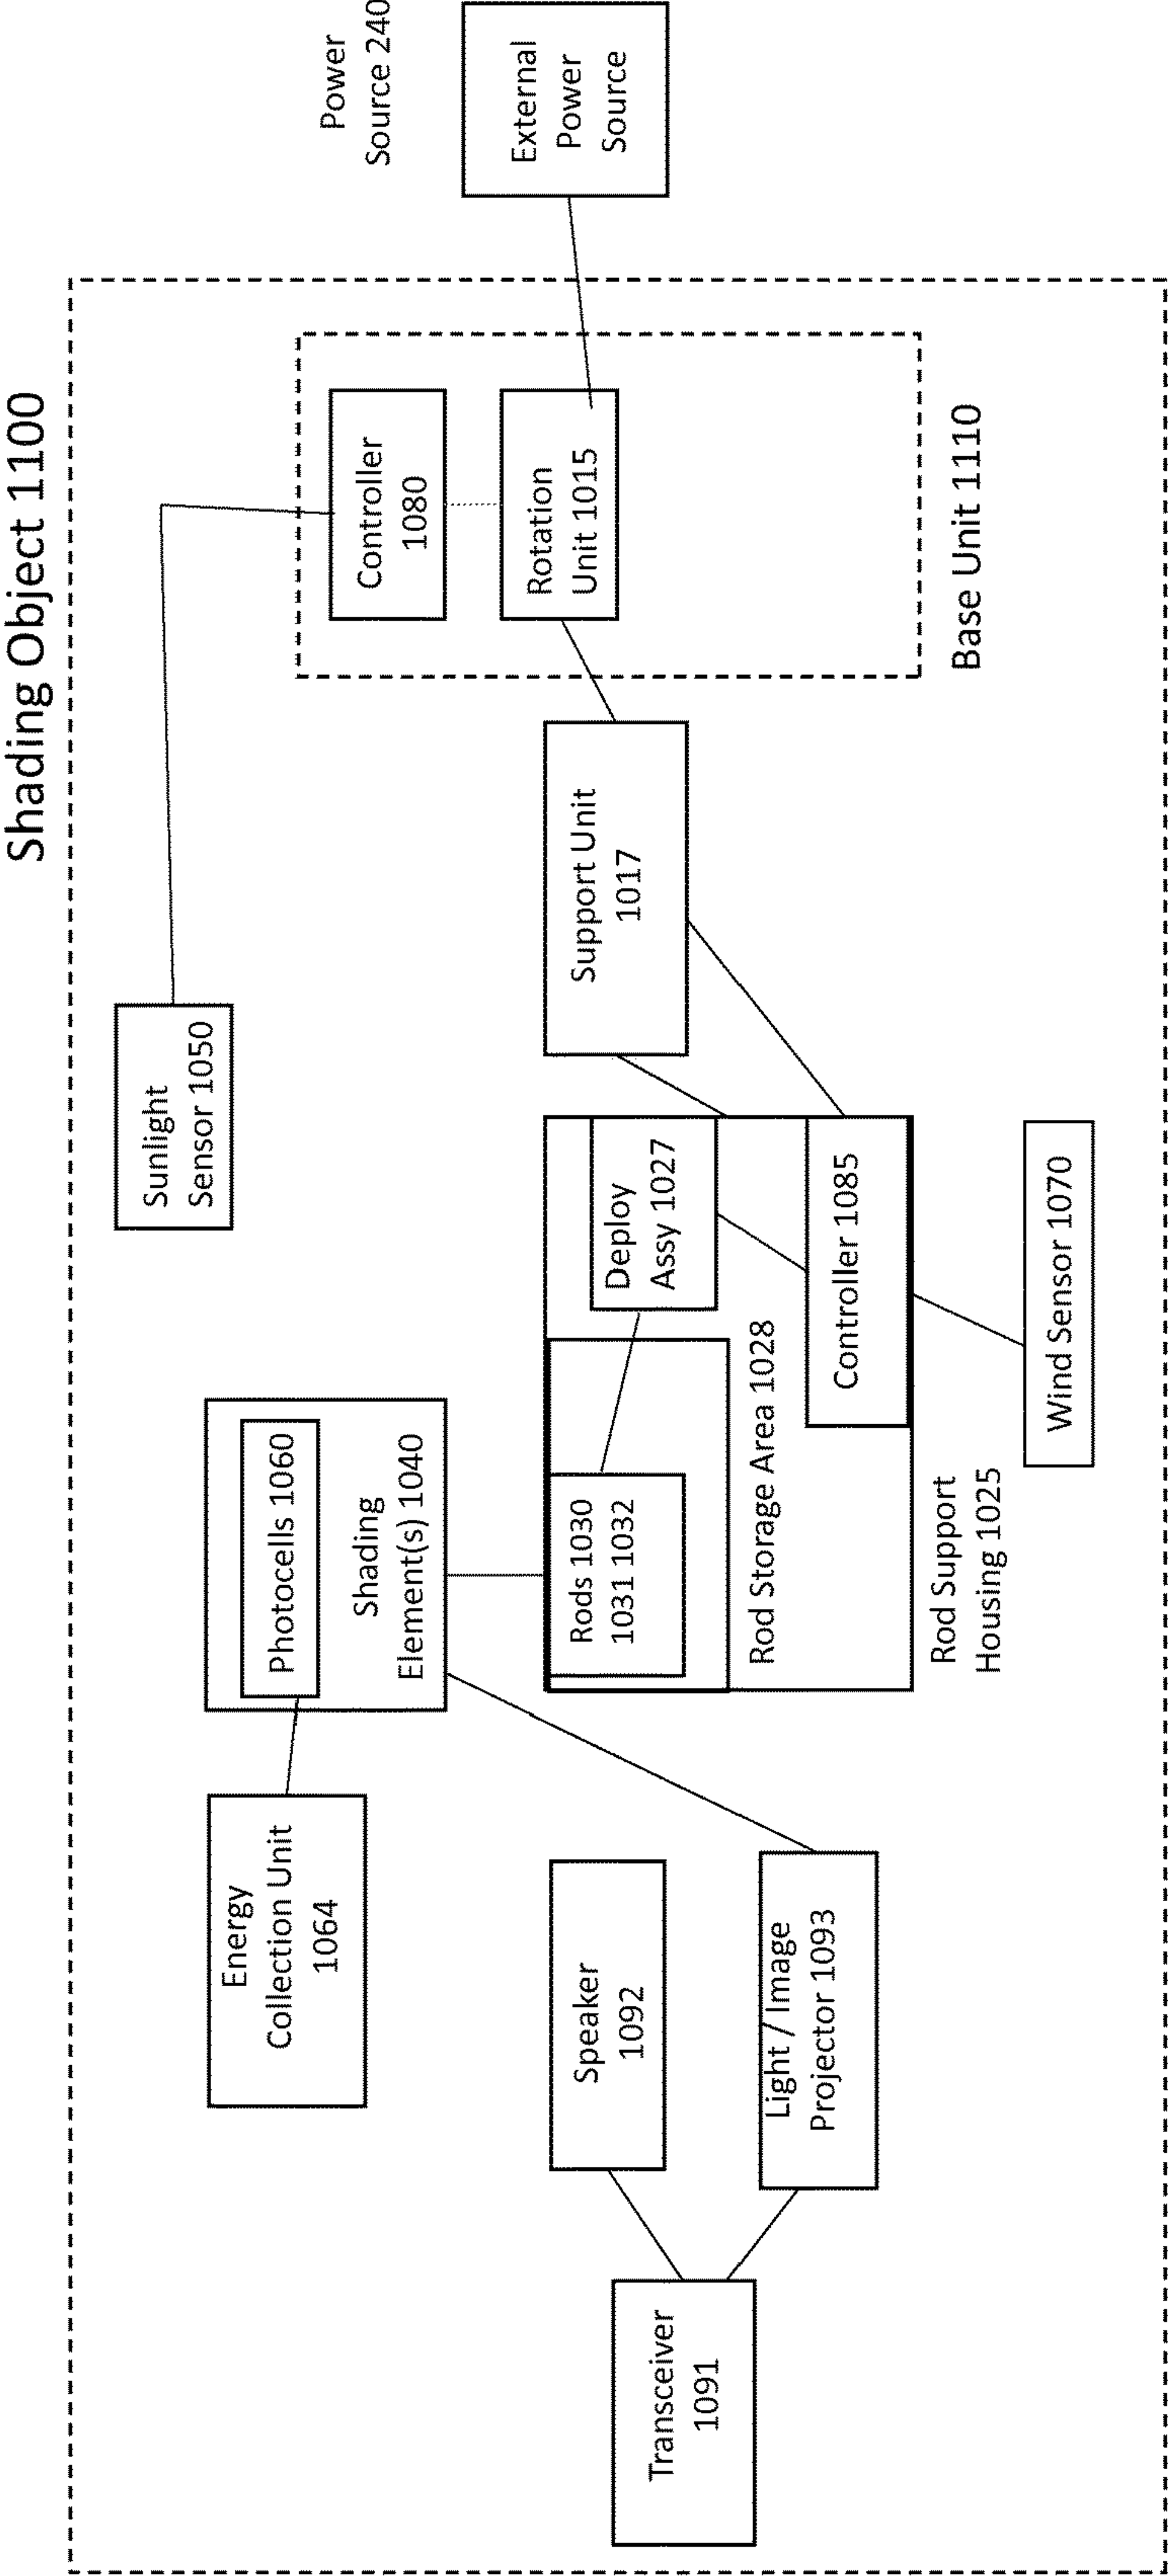 Shading Object 1100
Energy
Collection Unit
1064
Photocells 1060
Shading
Element(s) 1040
Sunlight
Sensor 1050
Power
Source 240
External
Power
Source
Controller
1080
Rotation
Unit 1015
Base Unit 1110
Support Unit
1017
Deploy
Assy 1027
Rods 1030
1031 1032
Rod Storage Area 1028
Controller 1085
Rod Support
Housing 1025
Wind Sensor 1070
Speaker
1092
Light / Image
Projector 1093
Transceiver
1091